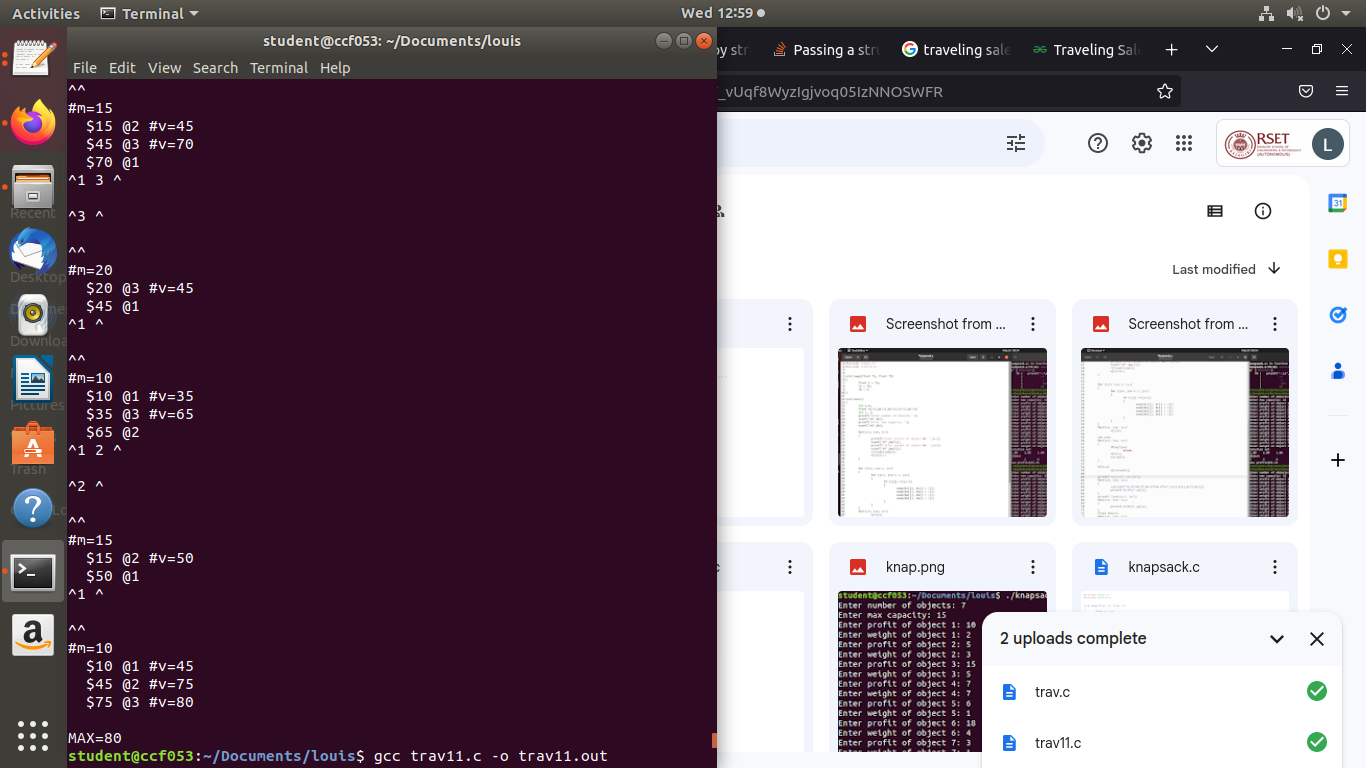 Activities
Terminal
Wed 12:59
student@ccf053: ~/Documents/louis
File Edit View Search Terminal Help
^^
#m=15
  $15 @2 #v=45
  $45 @3 #v=70
  $70 @1
^1 3 ^
^3 ^
^^
#m=20
  $20 @3 #v=45
  $45 @1
^1 ^
^^
#m=10
  $10 @1 #v=35
  $35 @3 #v=65
  $65 @2
^1 2 ^
^2 ^
^^
#m=15
  $15 @2 #v=50
  $50 @1
^1 ^
^^
#m=10
  $10 @1 #v=45
  $45 @2 #v=75
  $75 @3 #v=80
MAX=80
student@ccf053:~/Documents/louis$ gcc trav11.c -o trav11.out
Recent
Desktop
Pictures
Trash
Passing a str
traveling sale
Traveling Sale
_vUqf8WyzIgjvoq05IzNNOSWFR
RSET
(AUTONOMOUS)
L
31
Last modified
Screenshot from ...
Screenshot from ...
knap.png
knapsack.c
student@ccf053:~/Documents/louis$ ./knapsac
Enter number of objects: 7
Enter max capacity: 15
Enter profit of object 1: 10
Enter weight of object 1: 2
Enter profit of object 2: 5
Enter weight of object 2: 3
Enter profit of object 3: 15
Enter weight of object 3: 5
Enter profit of object 4: 7
Enter weight of object 4: 7
Enter profit of object 5: 6
Enter weight of object 5: 1
Enter profit of object 6: 18
Enter weight of object 6: 4
Enter profit of object 7: 3
2 uploads complete
trav.c
trav11.c